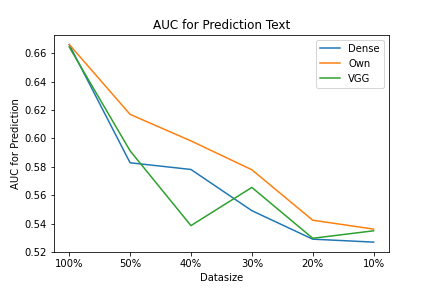 AUC for Prediction Text
Dense
Own
VGG
AUC for Prediction
0.66
0.64
0.62
0.60
0.58
0.56
0.54
0.52
100% 50% 40% 30% 20% 10%
Datasize